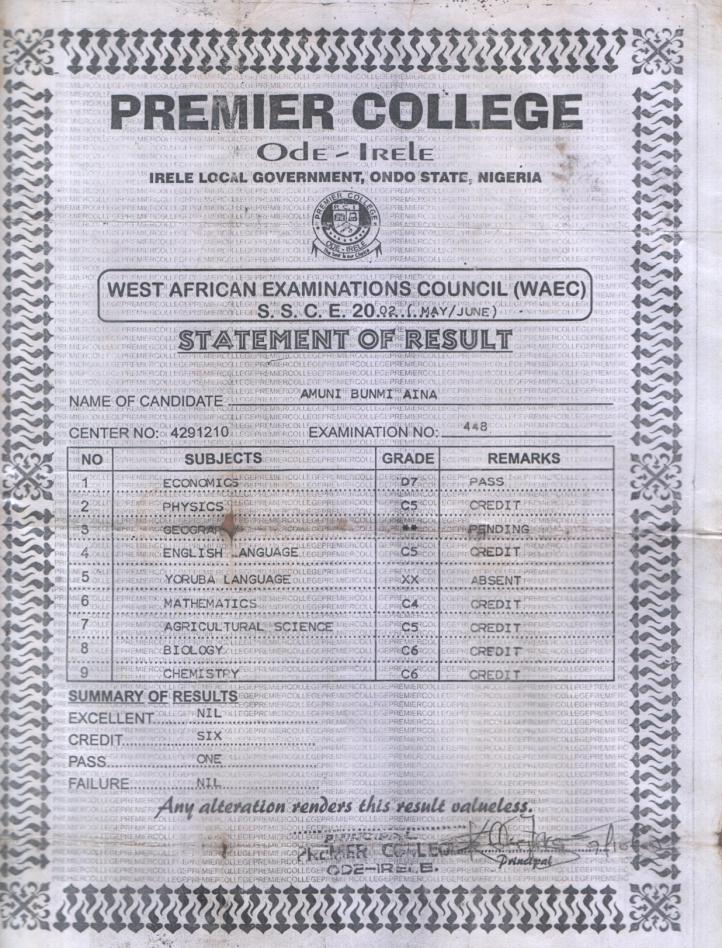 PREMIER COLLEGE
Ode - Irele
IRELE LOCAL GOVERNMENT, ONDO STATE, NIGERIA
PREMIER COLLEGE
ODE-IRELE
WEST AFRICAN EXAMINATIONS COUNCIL (WAEC)
S. S. C. E. 2002 (MAY/JUNE)
STATEMENT OF RESULT
NAME OF CANDIDATE AMUNI BUNMI AINA
CENTER NO: 4291210 EXAMINATION NO: 448
NO SUBJECTS GRADE REMARKS
1 ECONOMICS D7 PASS
2 PHYSICS C5 CREDIT
3 ** PENDING
4 ENGLISH LANGUAGE C5 CREDIT
5 YORUBA LANGUAGE XX ABSENT
6 MATHEMATICS C4 CREDIT
7 AGRICULTURAL SCIENCE C5 CREDIT
8 BIOLOGY C6 CREDIT
9 CHEMISTRY C6 CREDIT
SUMMARY OF RESULTS
EXCELLENT NIL
CREDIT SIX
PASS ONE
FAILURE NIL
Any alteration renders this result valueless.
PRINCIPAL
PREMIER COLLEGE
ODE-IRELE.
Principal